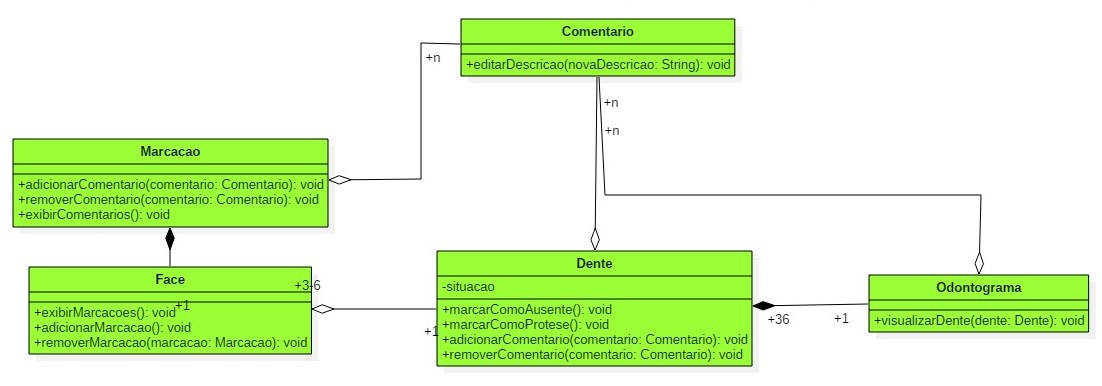 Comentario
+editarDescricao(novaDescricao: String): void
+n
+n
+n
Marcacao
+adicionarComentario(comentario: Comentario): void
+removerComentario(comentario: Comentario): void
+exibirComentarios(): void
Face
+exibirMarcacoes(): void
+adicionarMarcacao(): void
+removerMarcacao(marcacao: Marcacao): void
+1
+3-6
+1
Dente
-situacao
+marcarComoAusente(): void
+marcarComoProtese(): void
+adicionarComentario(comentario: Comentario): void
+removerComentario(comentario: Comentario): void
+36
+1
Odontograma
+visualizarDente(dente: Dente): void